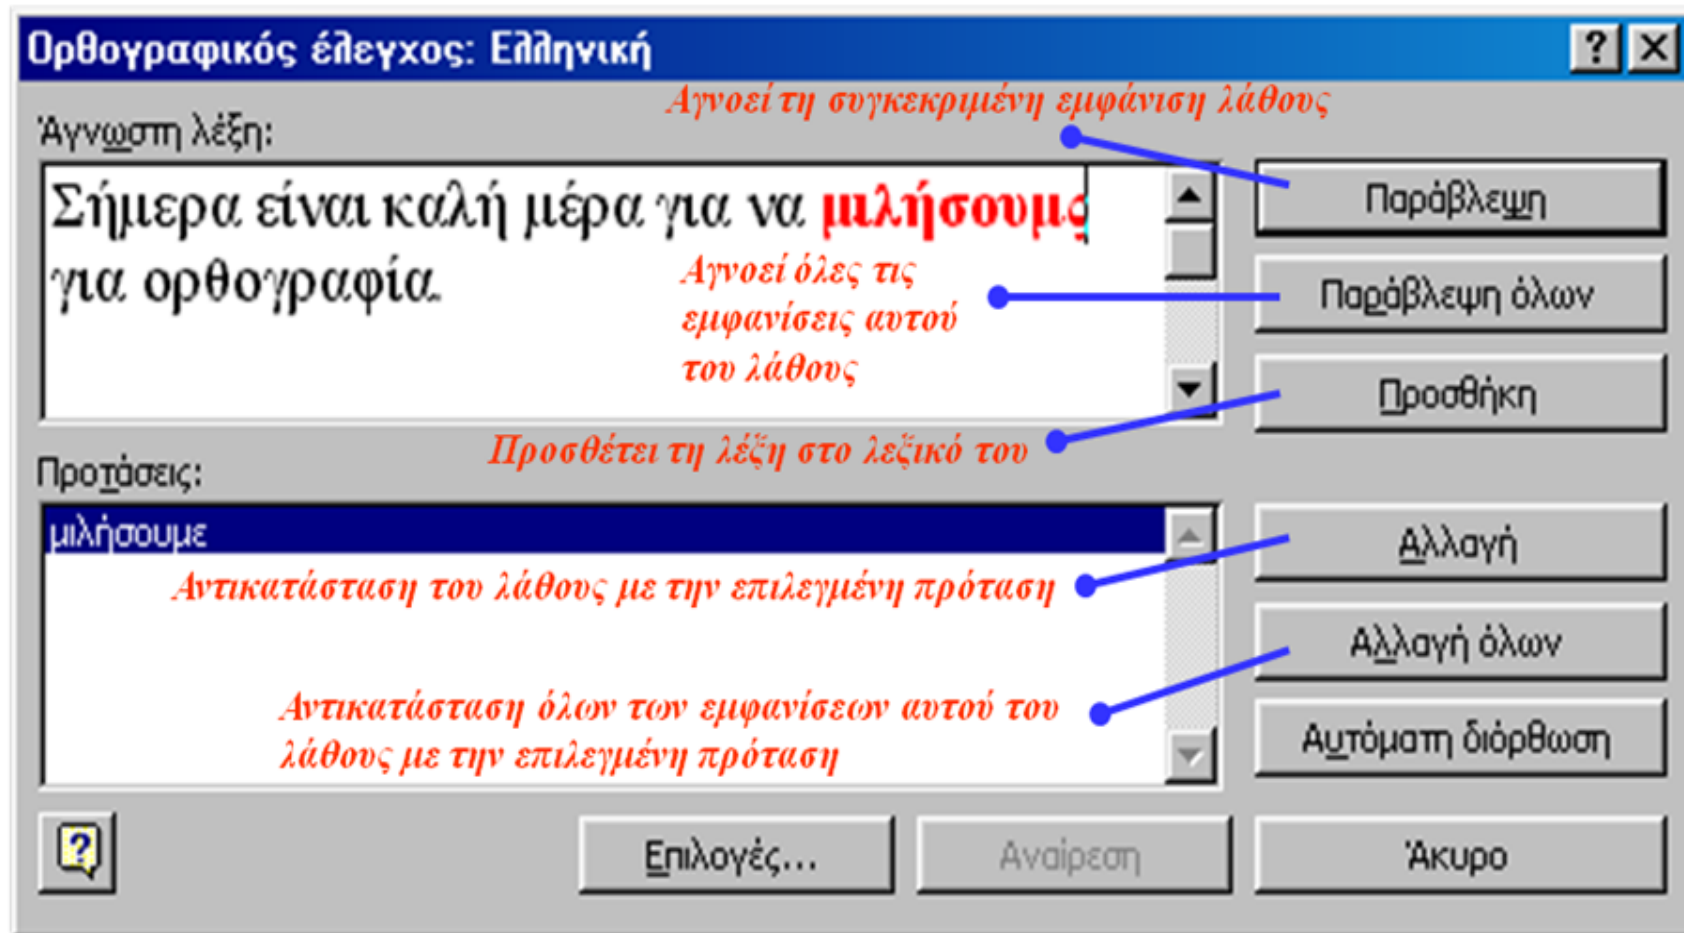 Ορθογραφικός έλεγχος: Ελληνική
Αγνοεί τη συγκεκριμένη εμφάνιση λάθους
Άγνωστη λέξη:
Σήμερα είναι καλή μέρα για να μιλήσουμς
για ορθογραφία.
Παράβλεψη
Αγνοεί όλες τις
εμφανίσεις αυτού
του λάθους
Παράβλεψη όλων
Προσθήκη
Προσθέτει τη λέξη στο λεξικό του
Προτάσεις:
μιλήσουμε
Αλλαγή
Αντικατάσταση του λάθους με την επιλεγμένη πρόταση
Αλλαγή όλων
Αντικατάσταση όλων των εμφανίσεων αυτού του
λάθους με την επιλεγμένη πρόταση
Αυτόματη διόρθωση
Επιλογές...
Αναίρεση
Άκυρο